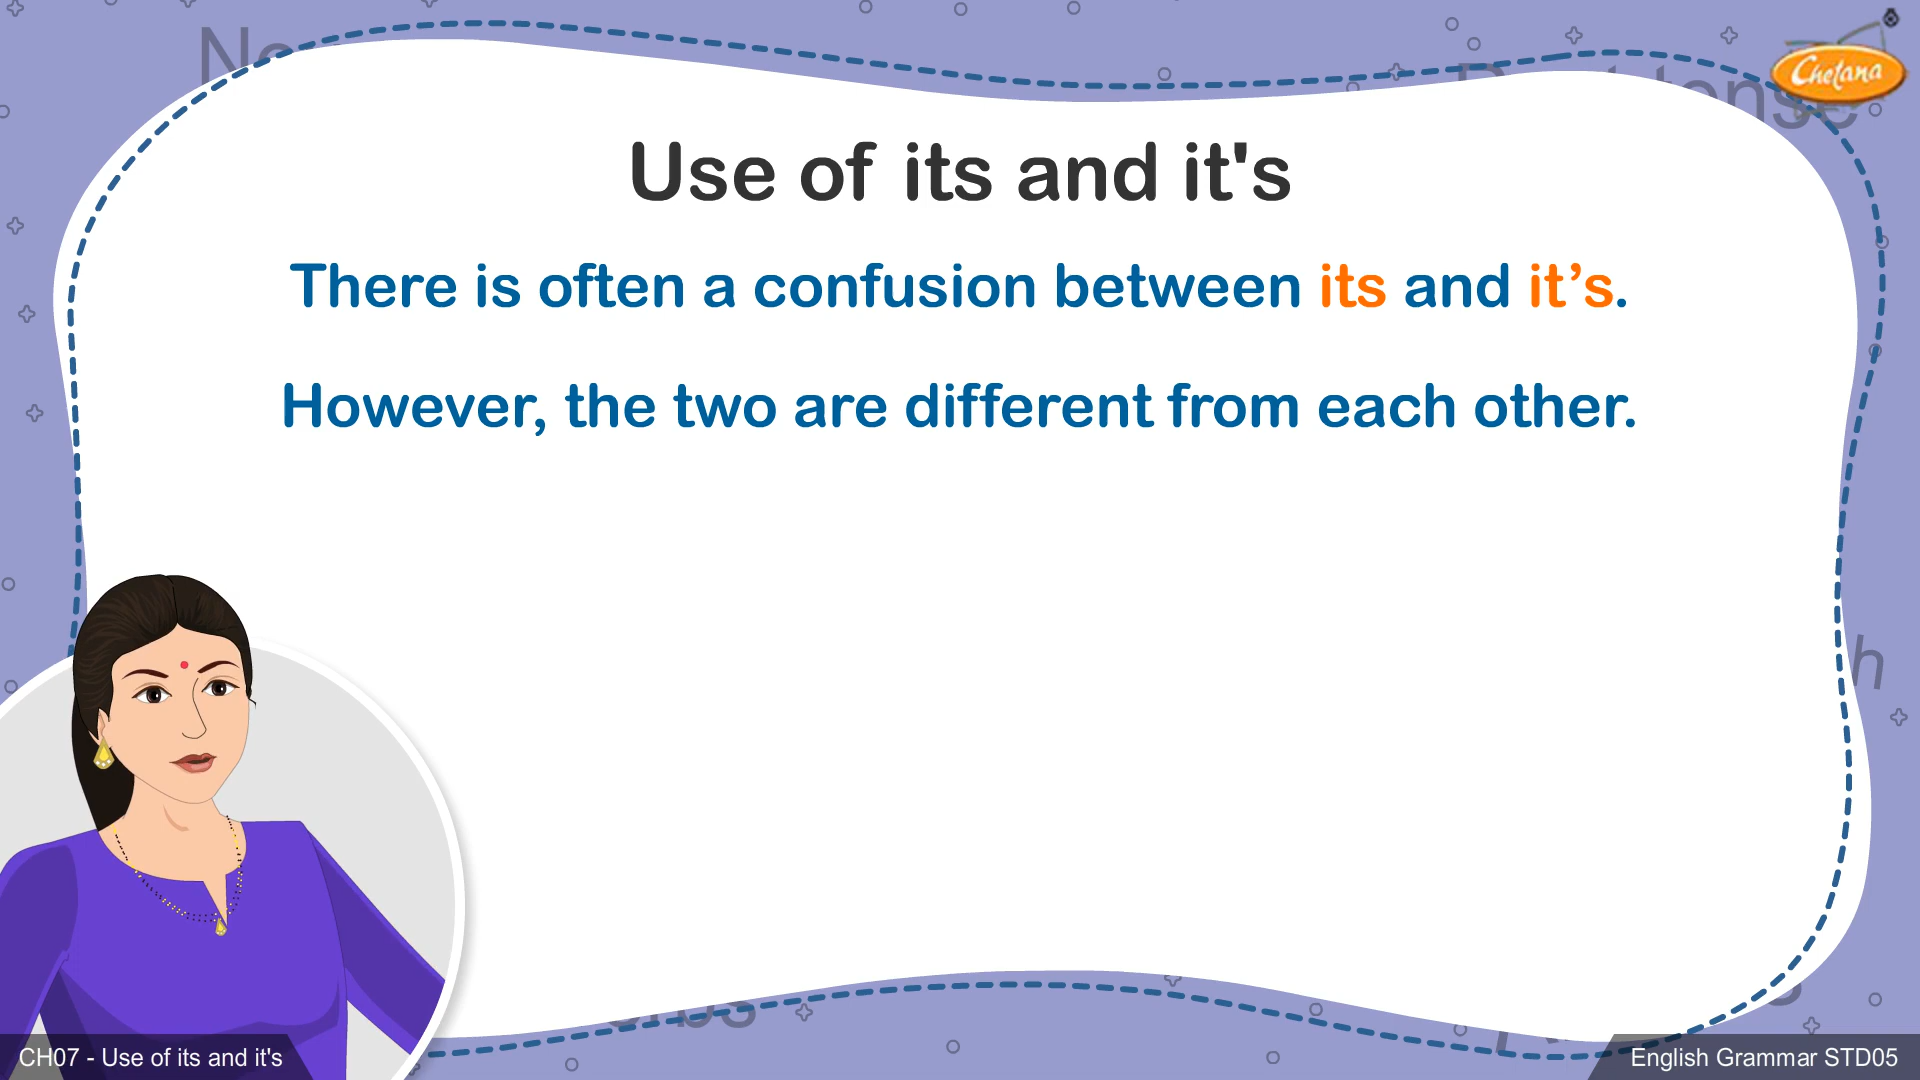 Chetana
Use of its and it's
There is often a confusion between its and it’s.
However, the two are different from each other.
CH07 - Use of its and it's
English Grammar STD05